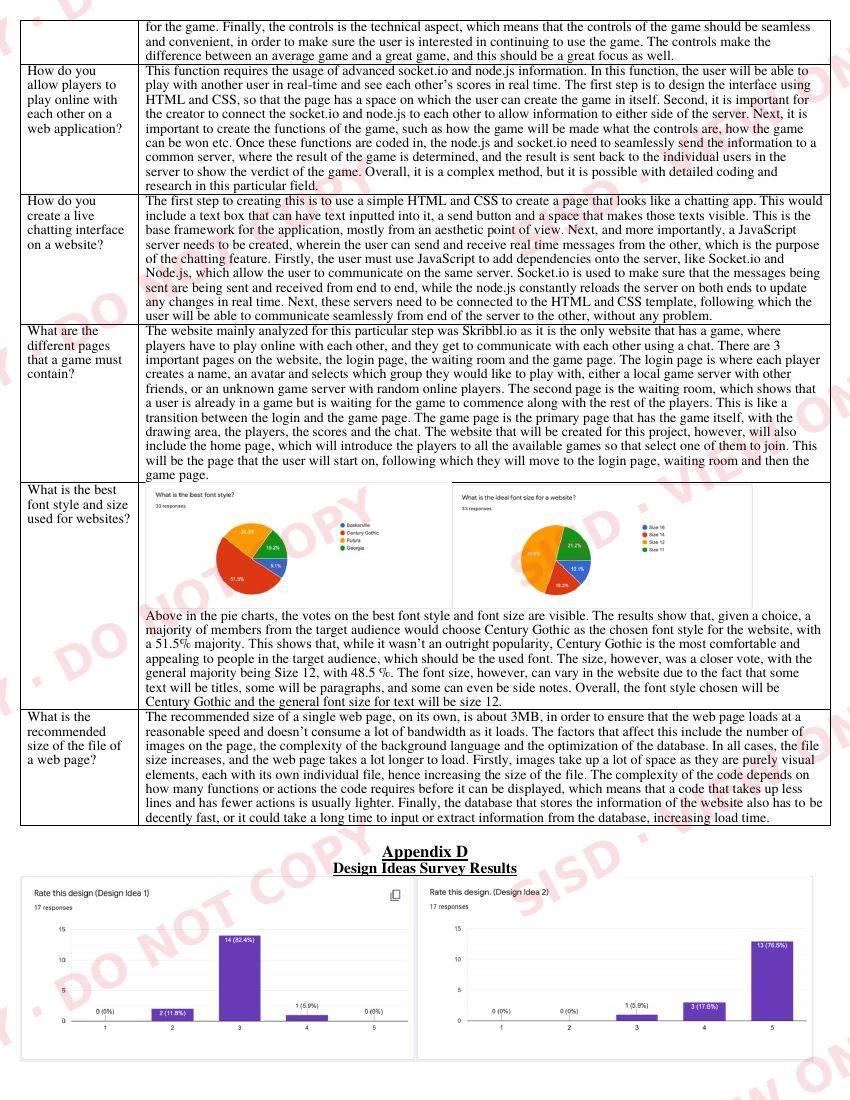 for the game. Finally, the controls is the technical aspect, which means that the controls of the game should be seamless
and convenient, in order to make sure the user is interested in continuing to use the game. The controls make the
difference between an average game and a great game, and this should be a great focus as well.
How do you
allow players to
play online with
each other on a
web application?
This function requires the usage of advanced socket.io and node.js information. In this function, the user will be able to
play with another user in real-time and see each other's scores in real time. The first step is to design the interface using
HTML and CSS, so that the page has a space on which the user can create the game in itself. Second, it is important for
the creator to connect the socket.io and node.js to each other to allow information to either side of the server. Next, it is
important to create the functions of the game, such as how the game will be made what the controls are, how the game
can be won etc. Once these functions are coded in, the node.js and socket.io need to seamlessly send the information to a
common server, where the result of the game is determined, and the result is sent back to the individual users in the
server to show the verdict of the game. Overall, it is a complex method, but it is possible with detailed coding and
research in this particular field.
How do you
create a live
chatting interface
on a website?
The first step to creating this is to use a simple HTML and CSS to create a page that looks like a chatting app. This would
include a text box that can have text inputted into it, a send button and a space that makes those texts visible. This is the
base framework for the application, mostly from an aesthetic point of view. Next, and more importantly, a JavaScript
server needs to be created, wherein the user can send and receive real time messages from the other, which is the purpose
of the chatting feature. Firstly, the user must use JavaScript to add dependencies onto the server, like Socket.io and
Node.js, which allow the user to communicate on the same server. Socket.io is used to make sure that the messages being
sent are being sent and received from end to end, while the node.js constantly reloads the server on both ends to update
any changes in real time. Next, these servers need to be connected to the HTML and CSS template, following which the
user will be able to communicate seamlessly from end of the server to the other, without any problem.
What are the
different pages
that a game must
contain?
The website mainly analyzed for this particular step was Skribbl.io as it is the only website that has a game, where
players have to play online with each other, and they get to communicate with each other using a chat. There are 3
important pages on the website, the login page, the waiting room and the game page. The login page is where each player
creates a name, an avatar and selects which group they would like to play with, either a local game server with other
friends, or an unknown game server with random online players. The second page is the waiting room, which shows that
a user is already in a game but is waiting for the game to commence along with the rest of the players. This is like a
transition between the login and the game page. The game page is the primary page that has the game itself, with the
drawing area, the players, the scores and the chat. The website that will be created for this project, however, will also
include the home page, which will introduce the players to all the available games so that select one of them to join. This
will be the page that the user will start on, following which they will move to the login page, waiting room and then the
game page.
What is the best
font style and size
used for websites?
What is the best font style?
33 responses
Baskerville
Century Gothic
Futura
Georgia
24.2%
15.2%
9.1%
51.5%
What is the ideal font size for a website?
33 responses
Size 16
Size 14
Size 12
Size 11
21.2%
12.1%
18.2%
Above in the pie charts, the votes on the best font style and font size are visible. The results show that, given a choice, a
majority of members from the target audience would choose Century Gothic as the chosen font style for the website, with
a 51.5% majority. This shows that, while it wasn't an outright popularity, Century Gothic is the most comfortable and
appealing to people in the target audience, which should be the used font. The size, however, was a closer vote, with the
general majority being Size 12, with 48.5 %. The font size, however, can vary in the website due to the fact that some
text will be titles, some will be paragraphs, and some can even be side notes. Overall, the font style chosen will be
Century Gothic and the general font size for text will be size 12.
What is the
recommended
size of the file of
a web page?
The recommended size of a single web page, on its own, is about 3MB, in order to ensure that the web page loads at a
reasonable speed and doesn't consume a lot of bandwidth as it loads. The factors that affect this include the number of
images on the page, the complexity of the background language and the optimization of the database. In all cases, the file
size increases, and the web page takes a lot longer to load. Firstly, images take up a lot of space as they are purely visual
elements, each with its own individual file, hence increasing the size of the file. The complexity of the code depends on
how many functions or actions the code requires before it can be displayed, which means that a code that takes up less
lines and has fewer actions is usually lighter. Finally, the database that stores the information of the website also has to be
decently fast, or it could take a long time to input or extract information from the database, increasing load time.
Appendix D
Design Ideas Survey Results
Rate this design (Design Idea 1)
17 responses
15
10
5
0
0 (0%)
2 (11.8%)
14 (82.4%)
1 (5.9%)
0 (0%)
1 2 3 4 5
Rate this design. (Design Idea 2)
17 responses
15
10
5
0
0 (0%)
0 (0%)
1 (5.9%)
3 (17.6%)
13 (76.5%)
1 2 3 4 5
SISD · VIEW ONLY · DO NOT COPY